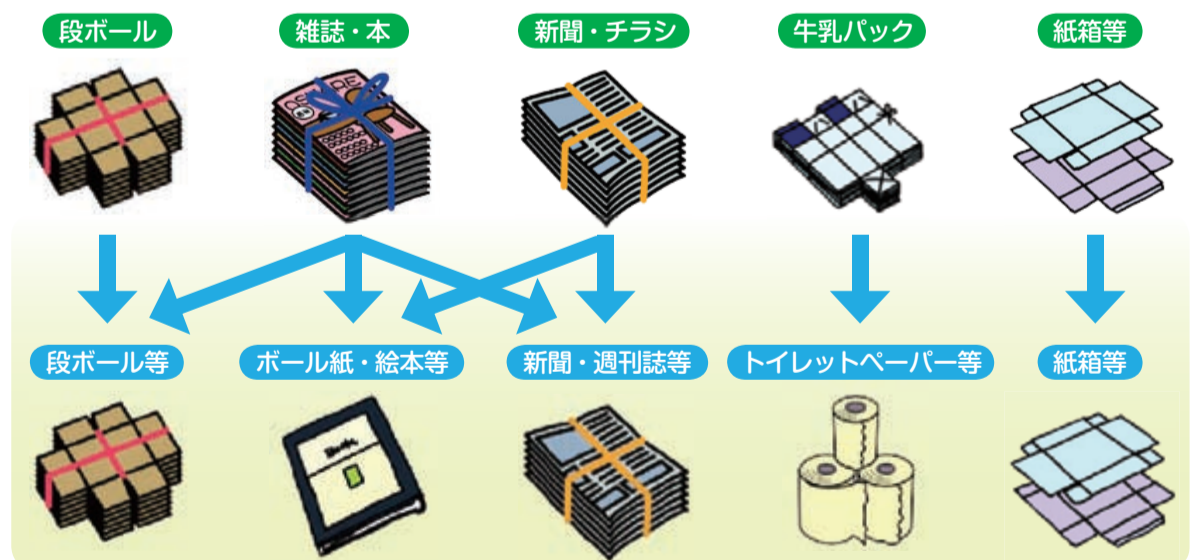 段ボール
雑誌・本
新聞・チラシ
牛乳パック
紙箱等
段ボール等
ボール紙・絵本等
新聞・週刊誌等
トイレットペーパー等
紙箱等